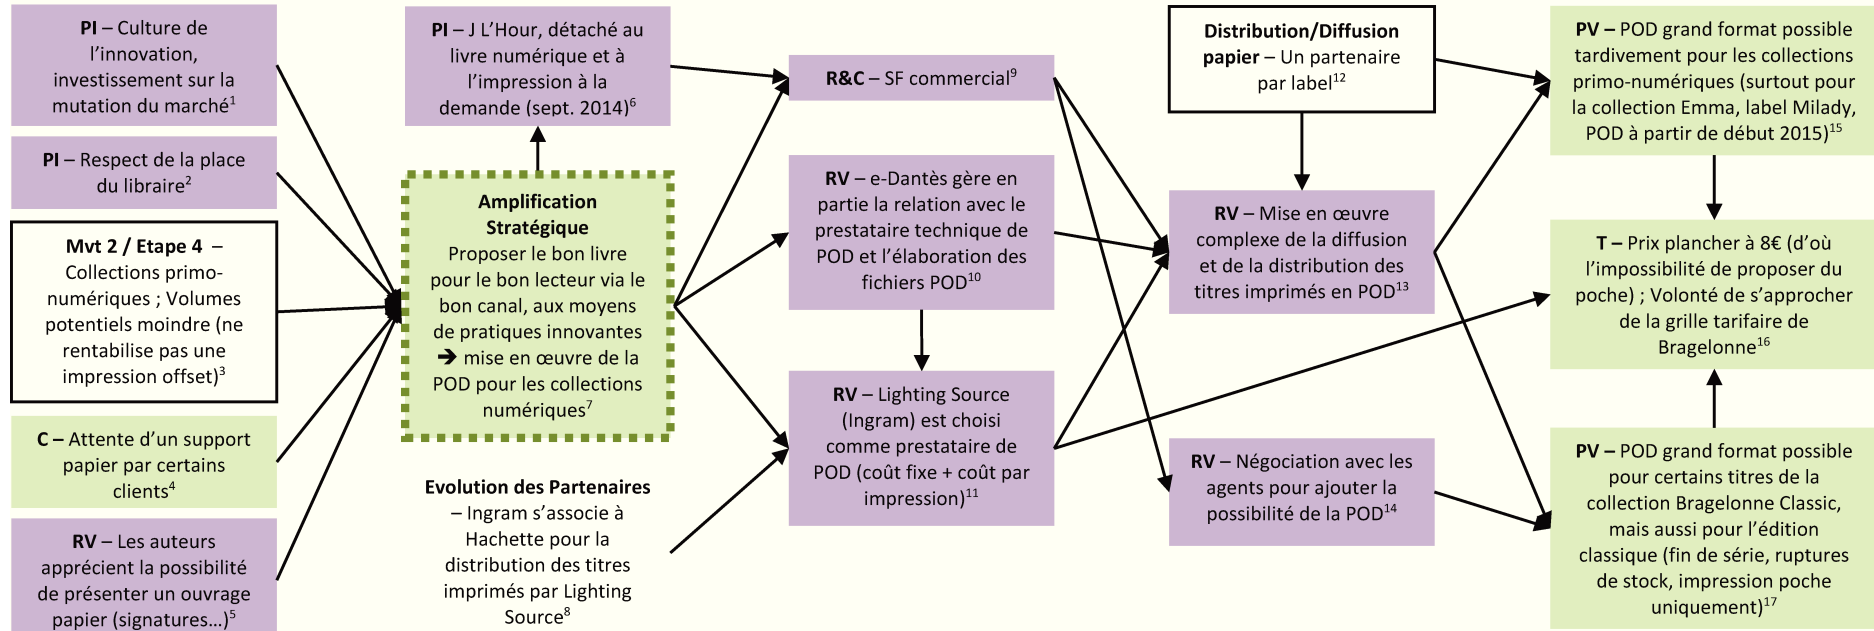 PI – Culture de
l’innovation,
investissement sur la
mutation du marché1
PI – Respect de la place
du libraire2
Mvt 2 / Etape 4 –
Collections primo-
numériques ; Volumes
potentiels moindre (ne
rentabilise pas une
impression offset)3
C – Attente d’un support
papier par certains
clients4
RV – Les auteurs
apprécient la possibilité
de présenter un ouvrage
papier (signatures…)5
PI – J L’Hour, détaché au
livre numérique et à
l’impression à la
demande (sept. 2014)6
Amplification
Stratégique
Proposer le bon livre
pour le bon lecteur via le
bon canal, aux moyens
de pratiques innovantes
➔ mise en œuvre de la
POD pour les collections
numériques7
Evolution des Partenaires
– Ingram s’associe à
Hachette pour la
distribution des titres
imprimés par Lighting
Source8
R&C – SF commercial9
RV – e-Dantès gère en
partie la relation avec le
prestataire technique de
POD et l’élaboration des
fichiers POD10
RV – Lighting Source
(Ingram) est choisi
comme prestataire de
POD (coût fixe + coût par
impression)11
Distribution/Diffusion
papier – Un partenaire
par label12
RV – Mise en œuvre
complexe de la diffusion
et de la distribution des
titres imprimés en POD13
RV – Négociation avec les
agents pour ajouter la
possibilité de la POD14
PV – POD grand format possible
tardivement pour les collections
primo-numériques (surtout pour
la collection Emma, label Milady,
POD à partir de début 2015)15
T – Prix plancher à 8€ (d’où
l’impossibilité de proposer du
poche) ; Volonté de s’approcher
de la grille tarifaire de
Bragelonne16
PV – POD grand format possible
pour certains titres de la
collection Bragelonne Classic,
mais aussi pour l’édition
classique (fin de série, ruptures
de stock, impression poche
uniquement)17